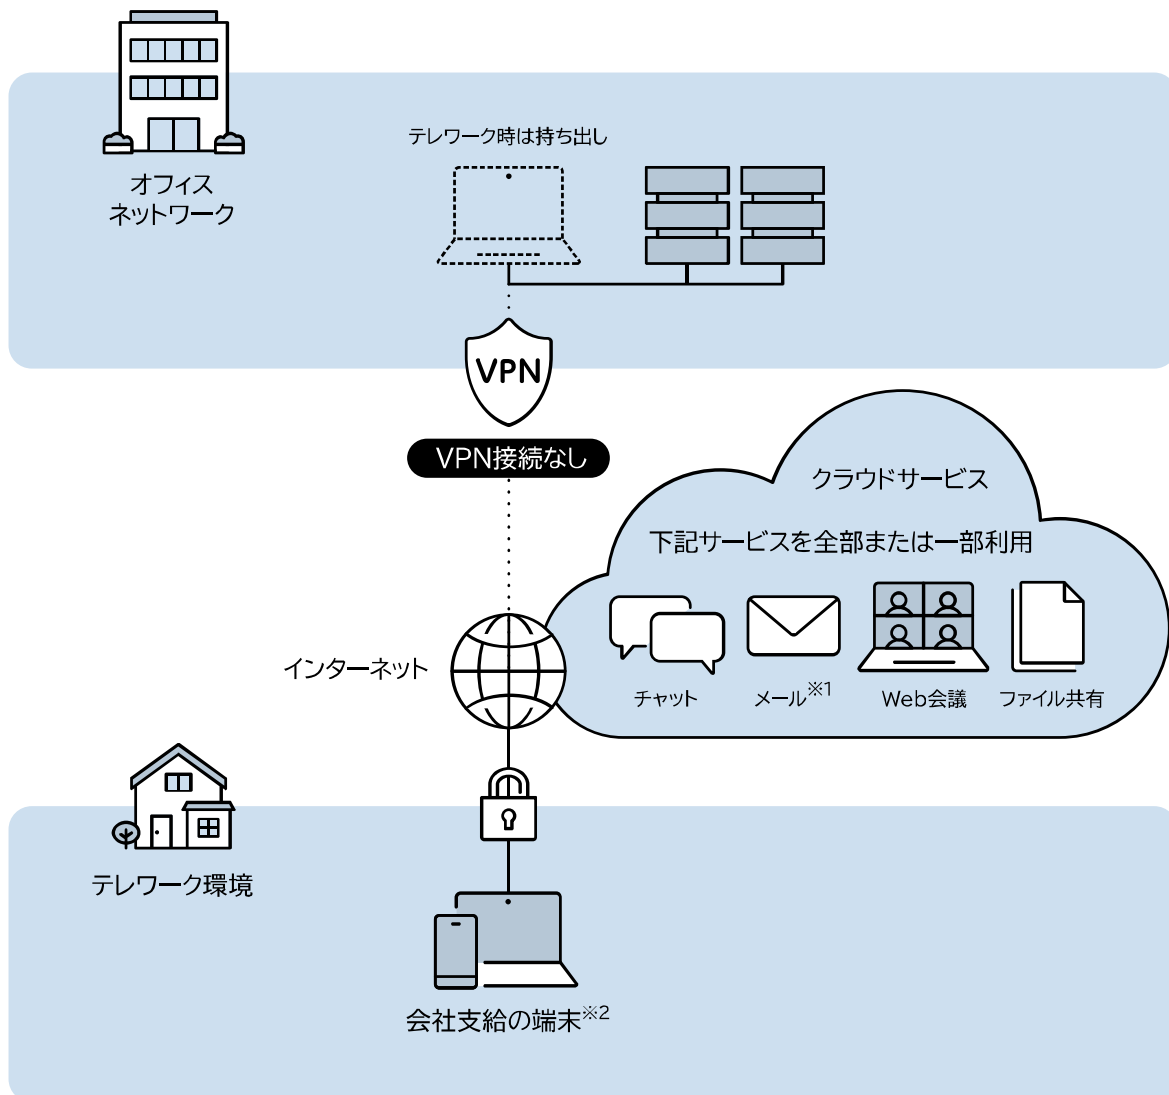 オフィス
ネットワーク
テレワーク時は持ち出し
VPN
VPN接続なし
クラウドサービス
下記サービスを全部または一部利用
チャット
メール※1
Web会議
ファイル共有
インターネット
テレワーク環境
会社支給の端末※2